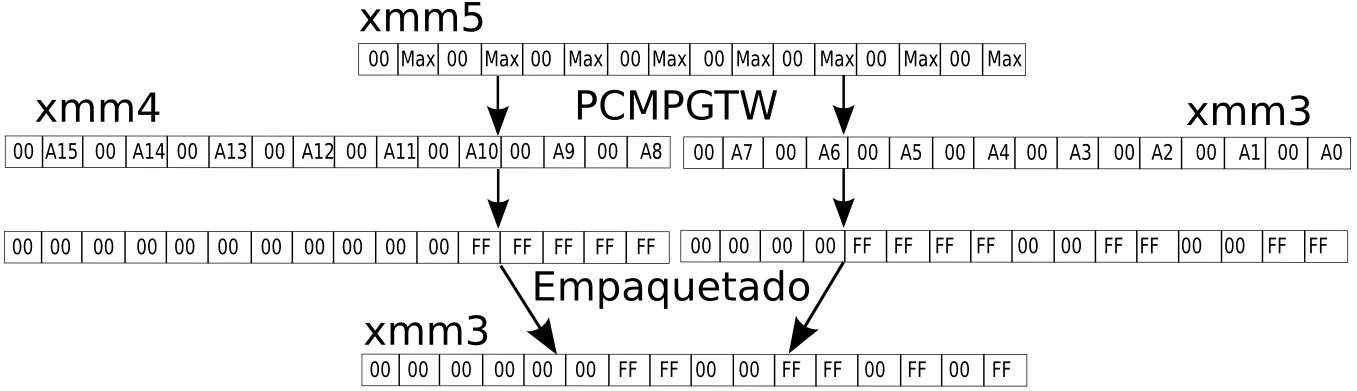 xmm5
00 Max 00 Max 00 Max 00 Max 00 Max 00 Max 00 Max 00 Max
xmm4 PCMPGTW xmm3
00 A15 00 A14 00 A13 00 A12 00 A11 00 A10 00 A9 00 A8 00 A7 00 A6 00 A5 00 A4 00 A3 00 A2 00 A1 00 A0
00 00 00 00 00 00 00 00 00 00 00 FF FF FF FF FF 00 00 00 00 FF FF FF FF 00 00 FF FF 00 00 FF FF
Empaquetado
xmm3
00 00 00 00 00 00 FF FF 00 00 FF FF 00 FF 00 FF